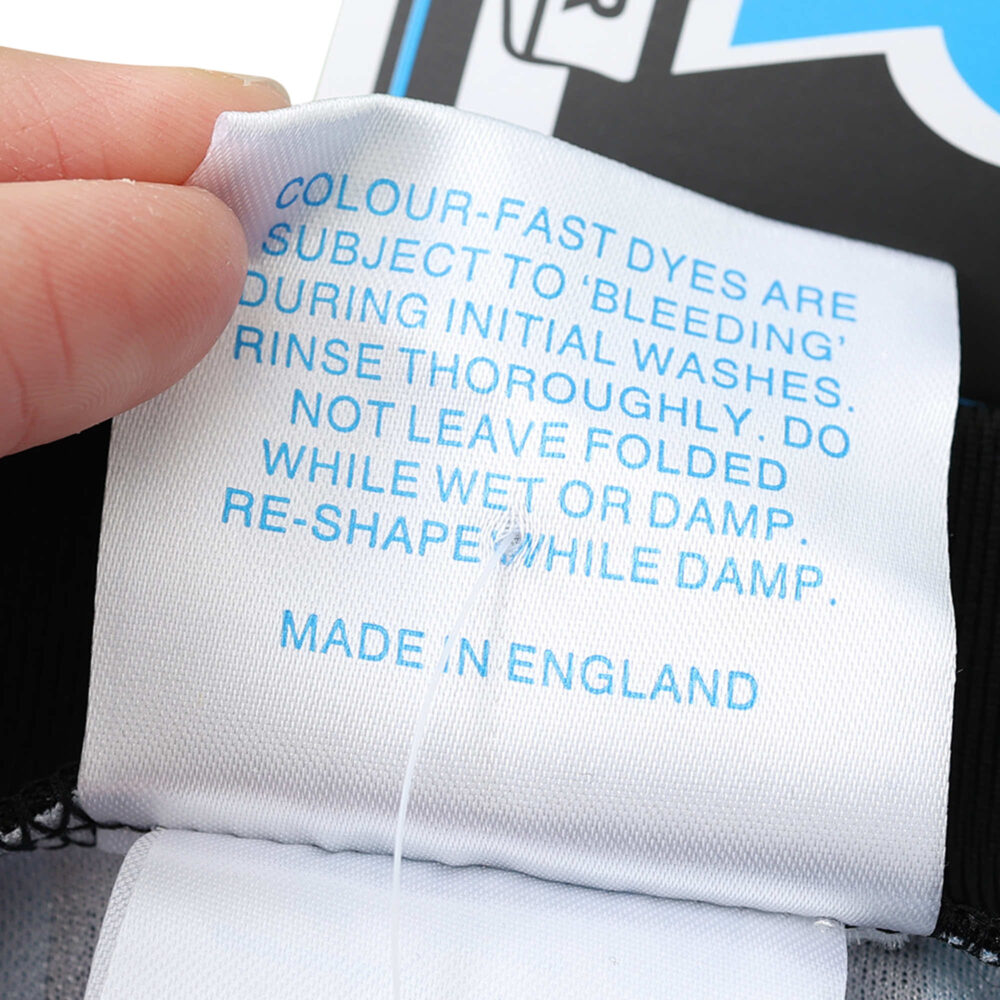 COLOUR-FAST DYES ARE
SUBJECT TO ‘BLEEDING’
DURING INITIAL WASHES.
RINSE THOROUGHLY. DO
NOT LEAVE FOLDED
WHILE WET OR DAMP.
RE-SHAPE WHILE DAMP.
MADE IN ENGLAND